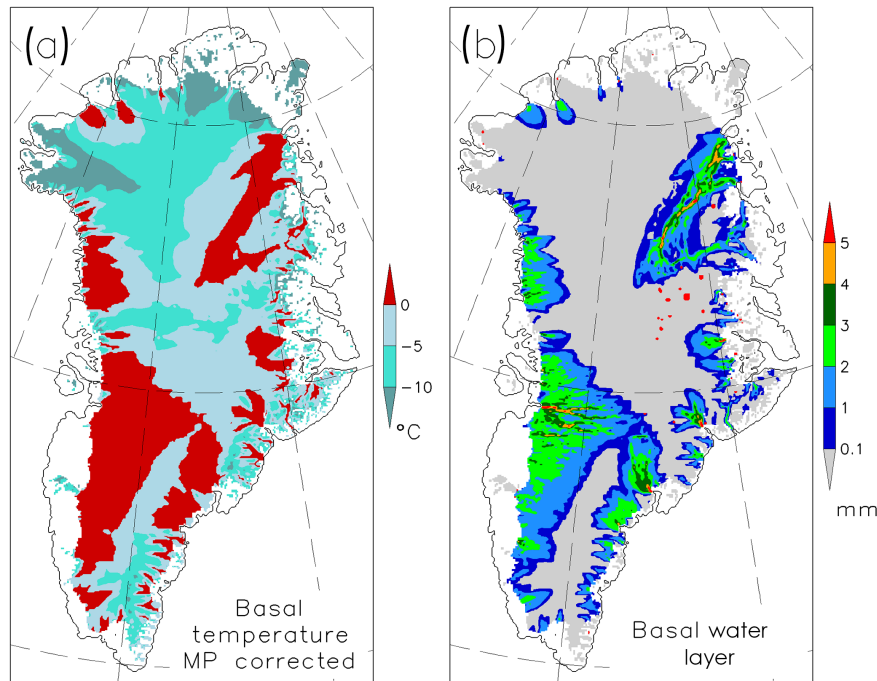 (a)
0
−5
−10
°C
Basal
temperature
MP corrected
(b)
5
4
3
2
1
0.1
mm
Basal water
layer